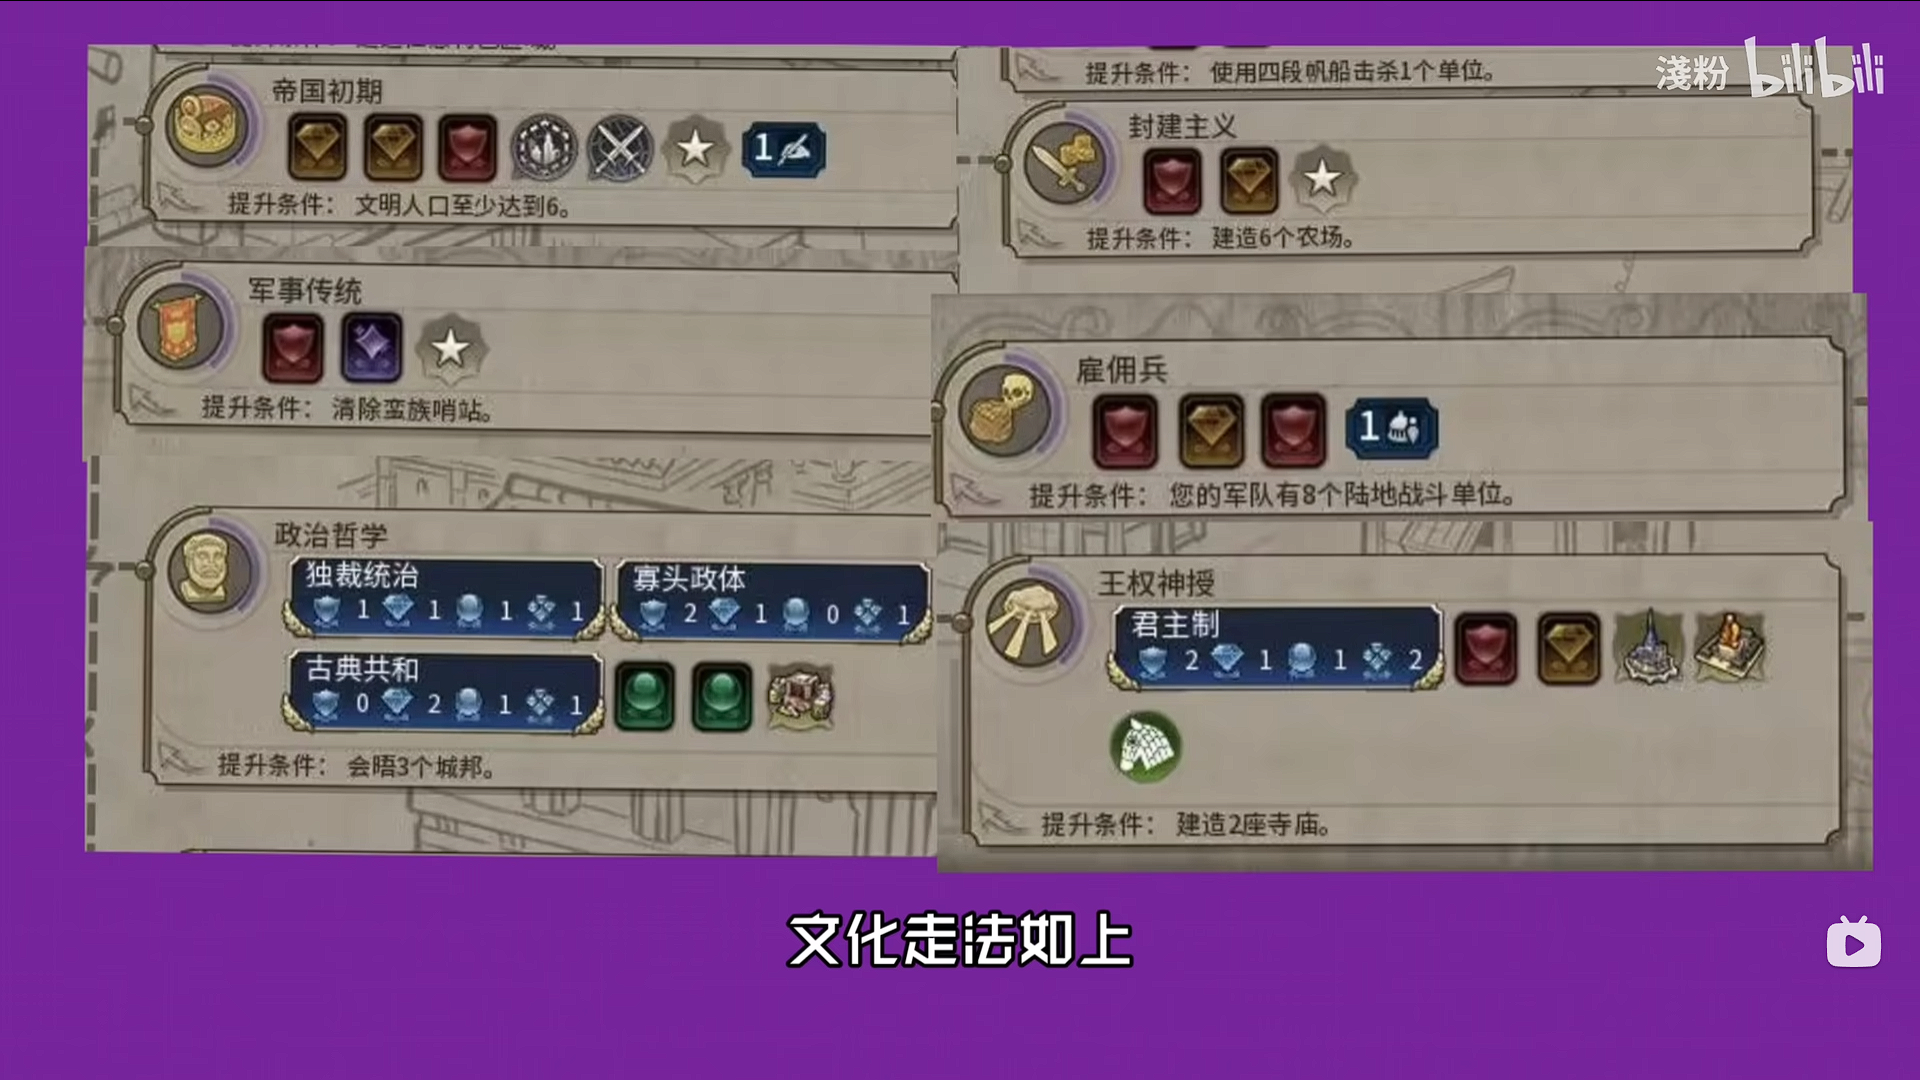 帝国初期
1
提升条件： 文明人口至少达到6。
军事传统
提升条件： 清除蛮族哨站。
政治哲学
独裁统治
1 1 1 1
寡头政体
2 1 0 1
古典共和
0 2 1 1
提升条件： 会晤3个城邦。
提升条件： 使用四段帆船击杀1个单位。
封建主义
提升条件： 建造6个农场。
雇佣兵
1
提升条件： 您的军队有8个陆地战斗单位。
王权神授
君主制
2 1 1 2
提升条件： 建造2座寺庙。
淺粉 bilibili
文化走法如上